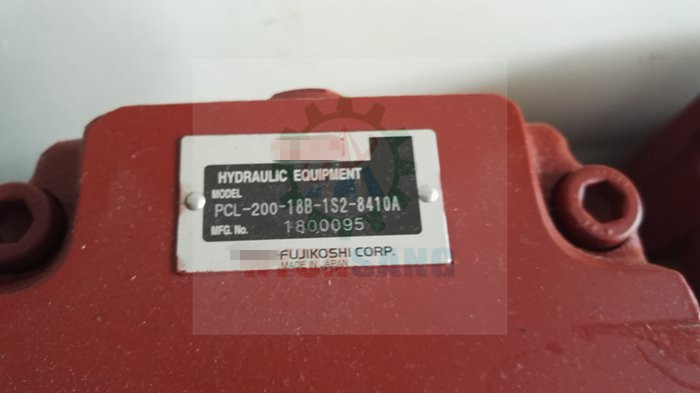 HYDRAULIC EQUIPMENT
MODEL
PCL-200-18B-1S2-8410A
MFG. No. 1800095
FUJIKOSHI CORP.
MADE IN JAPAN